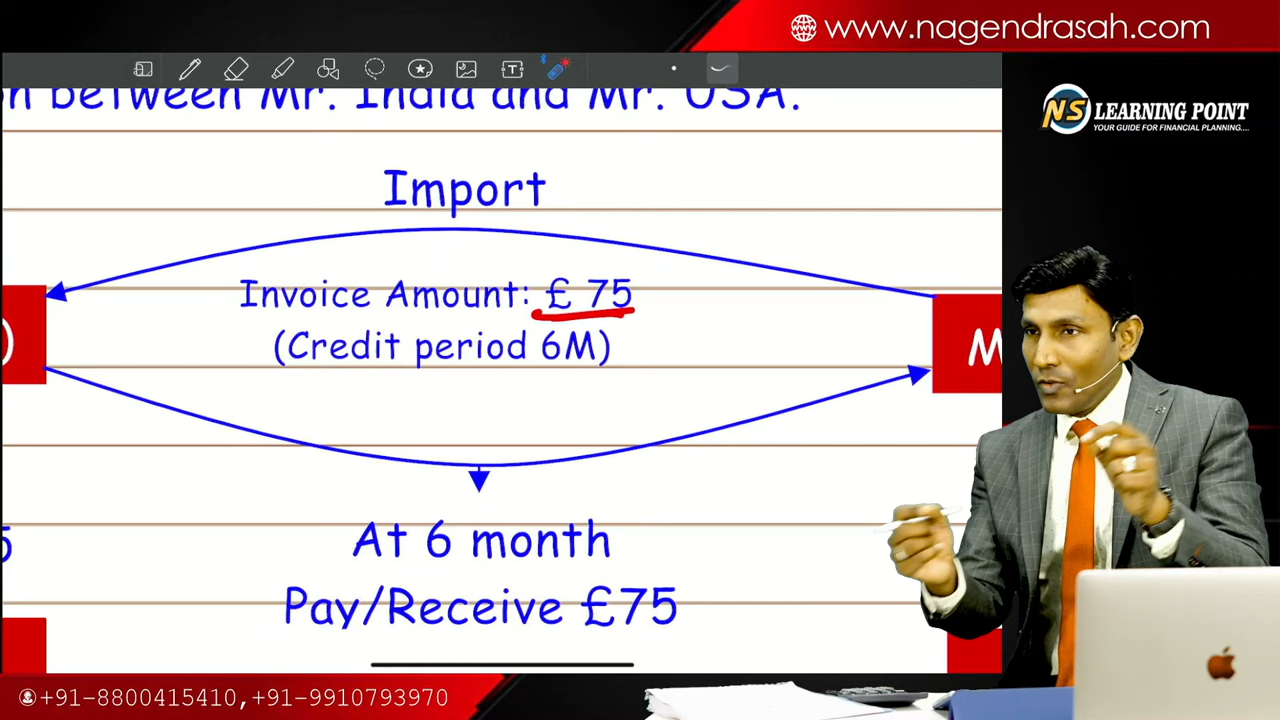 www.nagendrasah.com
NS LEARNING POINT
YOUR GUIDE FOR FINANCIAL PLANNING....
between Mr. India and Mr. USA.
Import
Invoice Amount: £ 75
(Credit period 6M)
At 6 month
Pay/Receive £75
+91-8800415410,+91-9910793970